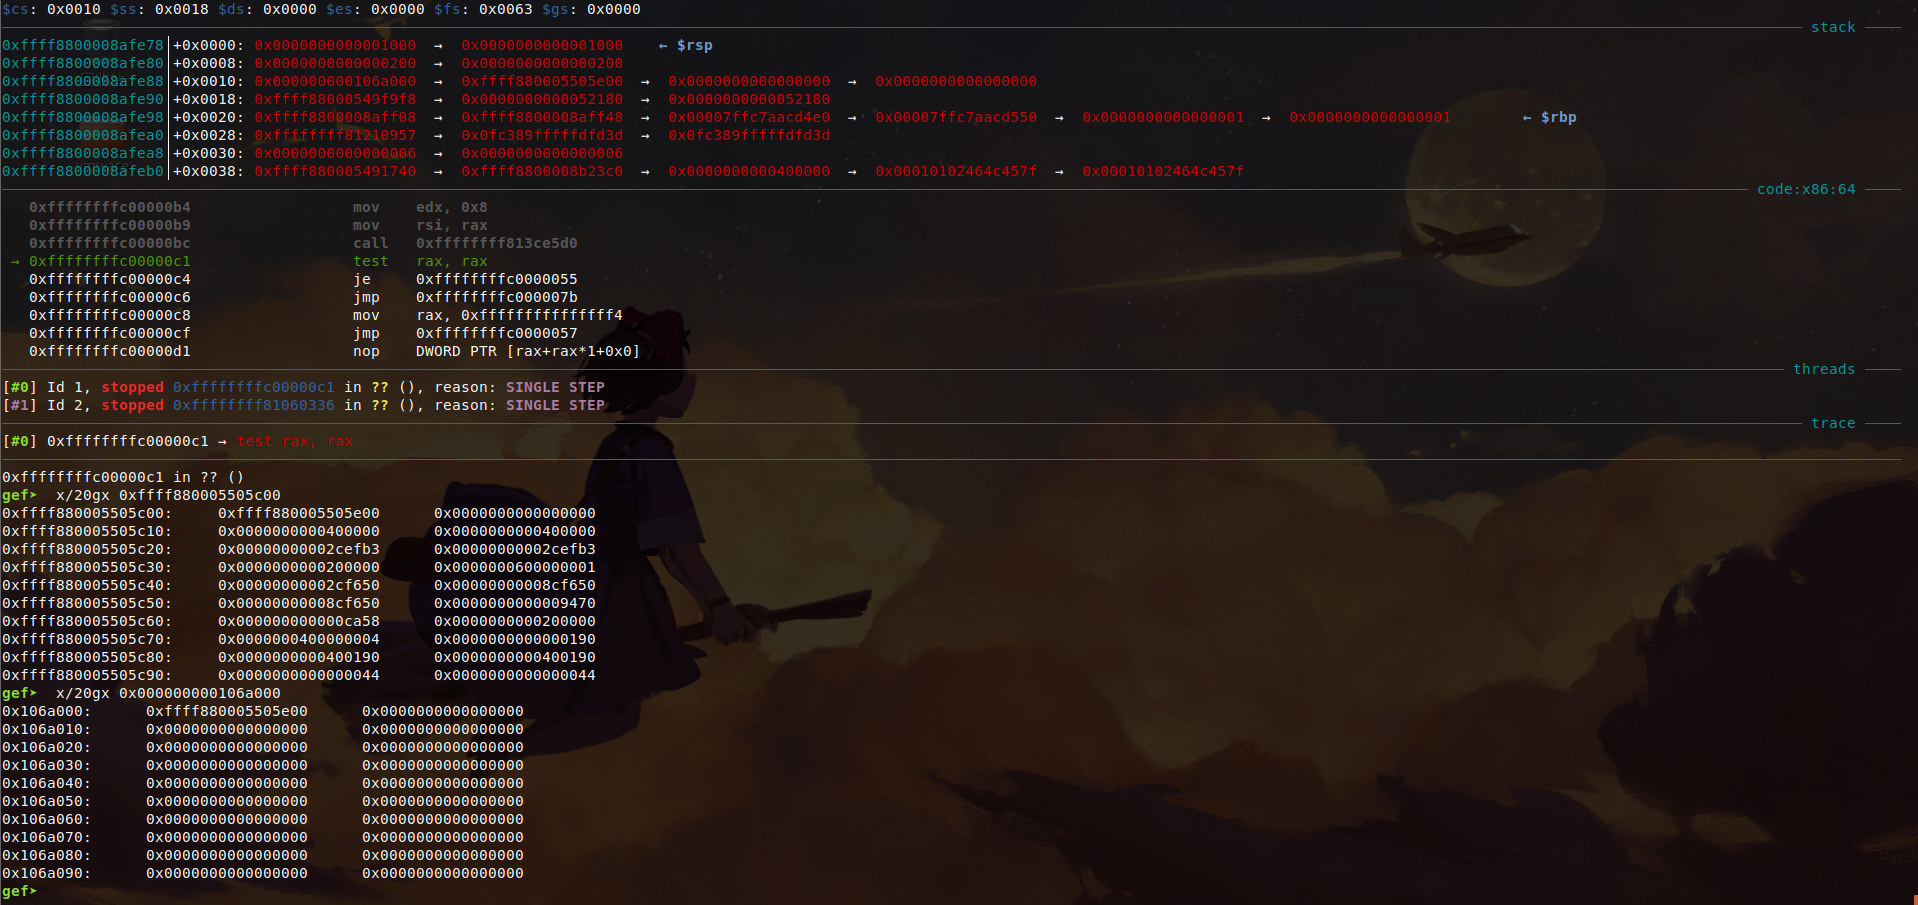 $cs: 0x0010 $ss: 0x0018 $ds: 0x0000 $es: 0x0000 $fs: 0x0063 $gs: 0x0000
stack
0xffff8800008afe78│+0x0000: 0x0000000000001000 → 0x0000000000001000 ← $rsp
0xffff8800008afe80│+0x0008: 0x0000000000000200 → 0x0000000000000200
0xffff8800008afe88│+0x0010: 0x000000000106a000 → 0xffff880005505e00 → 0x0000000000000000 → 0x0000000000000000
0xffff8800008afe90│+0x0018: 0xffff88000549f9f8 → 0x0000000000052180 → 0x0000000000052180
0xffff8800008afe98│+0x0020: 0xffff8800008aff08 → 0xffff8800008aff48 → 0x00007ffc7aacd4e0 → 0x00007ffc7aacd550 → 0x0000000000000001 → 0x0000000000000001 ← $rbp
0xffff8800008afea0│+0x0028: 0xffffffff81210957 → 0x0fc389fffffdfd3d → 0x0fc389fffffdfd3d
0xffff8800008afea8│+0x0030: 0x0000000000000006 → 0x0000000000000006
0xffff8800008afeb0│+0x0038: 0xffff880005491740 → 0xffff8800008b23c0 → 0x0000000000400000 → 0x00010102464c457f → 0x00010102464c457f
code:x86:64
0xffffffffc00000b4 mov edx, 0x8
0xffffffffc00000b9 mov rsi, rax
0xffffffffc00000bc call 0xffffffff813ce5d0
→ 0xffffffffc00000c1 test rax, rax
0xffffffffc00000c4 je 0xffffffffc0000055
0xffffffffc00000c6 jmp 0xffffffffc000007b
0xffffffffc00000c8 mov rax, 0xfffffffffffffff4
0xffffffffc00000cf jmp 0xffffffffc0000057
0xffffffffc00000d1 nop DWORD PTR [rax+rax*1+0x0]
threads
[#0] Id 1, stopped 0xffffffffc00000c1 in ?? (), reason: SINGLE STEP
[#1] Id 2, stopped 0xffffffff81060336 in ?? (), reason: SINGLE STEP
trace
[#0] 0xffffffffc00000c1 → test rax, rax
0xffffffffc00000c1 in ?? ()
gef➤ x/20gx 0xffff880005505c00
0xffff880005505c00: 0xffff880005505e00 0x0000000000000000
0xffff880005505c10: 0x0000000000400000 0x0000000000400000
0xffff880005505c20: 0x00000000002cefb3 0x00000000002cefb3
0xffff880005505c30: 0x0000000000200000 0x0000000600000001
0xffff880005505c40: 0x00000000002cf650 0x00000000008cf650
0xffff880005505c50: 0x00000000008cf650 0x0000000000009470
0xffff880005505c60: 0x000000000000ca58 0x0000000000200000
0xffff880005505c70: 0x0000000400000004 0x0000000000000190
0xffff880005505c80: 0x0000000000400190 0x0000000000400190
0xffff880005505c90: 0x0000000000000044 0x0000000000000044
gef➤ x/20gx 0x000000000106a000
0x106a000: 0xffff880005505e00 0x0000000000000000
0x106a010: 0x0000000000000000 0x0000000000000000
0x106a020: 0x0000000000000000 0x0000000000000000
0x106a030: 0x0000000000000000 0x0000000000000000
0x106a040: 0x0000000000000000 0x0000000000000000
0x106a050: 0x0000000000000000 0x0000000000000000
0x106a060: 0x0000000000000000 0x0000000000000000
0x106a070: 0x0000000000000000 0x0000000000000000
0x106a080: 0x0000000000000000 0x0000000000000000
0x106a090: 0x0000000000000000 0x0000000000000000
gef➤